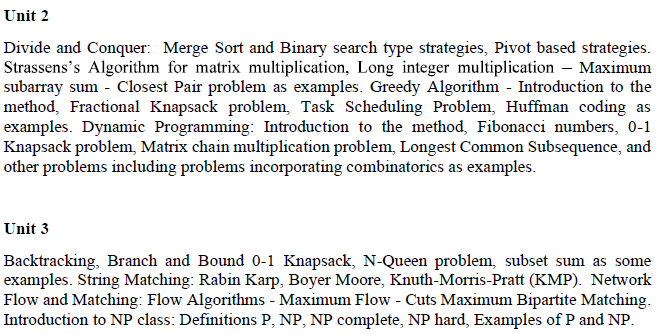 Unit 2
Divide and Conquer: Merge Sort and Binary search type strategies, Pivot based strategies.
Strassens's Algorithm for matrix multiplication, Long integer multiplication – Maximum
subarray sum - Closest Pair problem as examples. Greedy Algorithm - Introduction to the
method, Fractional Knapsack problem, Task Scheduling Problem, Huffman coding as
examples. Dynamic Programming: Introduction to the method, Fibonacci numbers, 0-1
Knapsack problem, Matrix chain multiplication problem, Longest Common Subsequence, and
other problems including problems incorporating combinatorics as examples.
Unit 3
Backtracking, Branch and Bound 0-1 Knapsack, N-Queen problem, subset sum as some
examples. String Matching: Rabin Karp, Boyer Moore, Knuth-Morris-Pratt (KMP). Network
Flow and Matching: Flow Algorithms - Maximum Flow - Cuts Maximum Bipartite Matching.
Introduction to NP class: Definitions P, NP, NP complete, NP hard, Examples of P and NP.